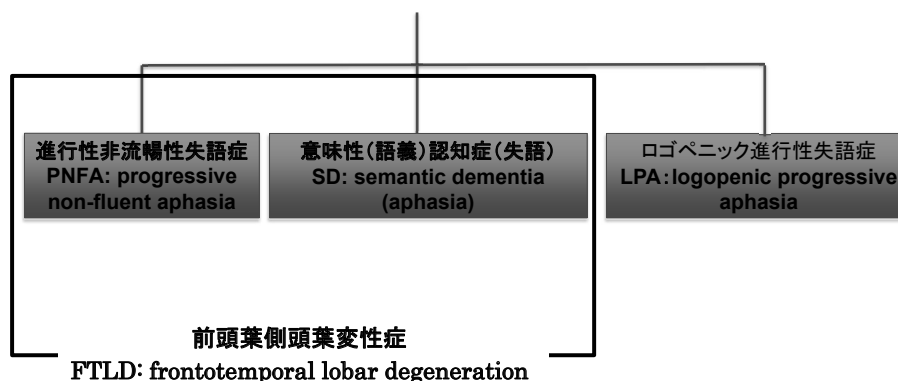 進行性非流暢性失語症
PNFA: progressive
non-fluent aphasia
意味性(語義)認知症(失語)
SD: semantic dementia
(aphasia)
ロゴペニック進行性失語症
LPA:logopenic progressive
aphasia
前頭葉側頭葉変性症
FTLD: frontotemporal lobar degeneration